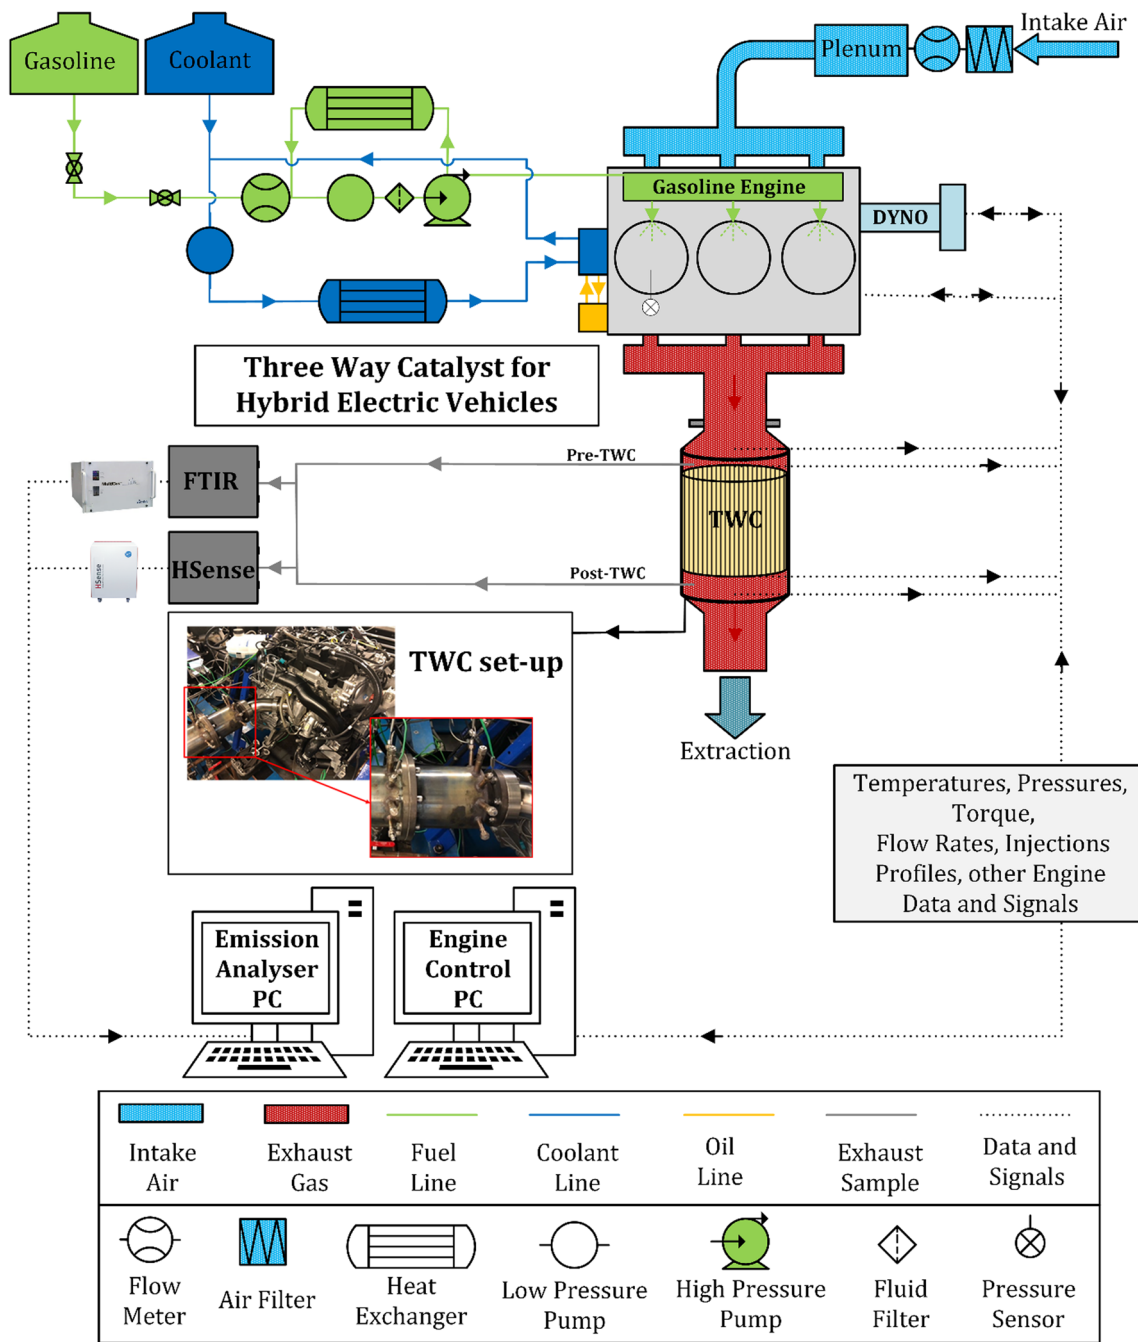 Intake Air
Gasoline
Coolant
Plenum
Gasoline Engine
DYNO
Three Way Catalyst for
Hybrid Electric Vehicles
Pre-TWC
FTIR
TWC
HSense
HSense
Post-TWC
TWC set-up
Extraction
Temperatures, Pressures,
Torque,
Flow Rates, Injections
Profiles, other Engine
Data and Signals
Emission
Analyser
PC
Engine
Control
PC
Intake
Air
Exhaust
Gas
Fuel
Line
Coolant
Line
Oil
Line
Exhaust
Sample
Data and
Signals
Flow
Meter
Air Filter
Heat
Exchanger
Low Pressure
Pump
High Pressure
Pump
Fluid
Filter
Pressure
Sensor